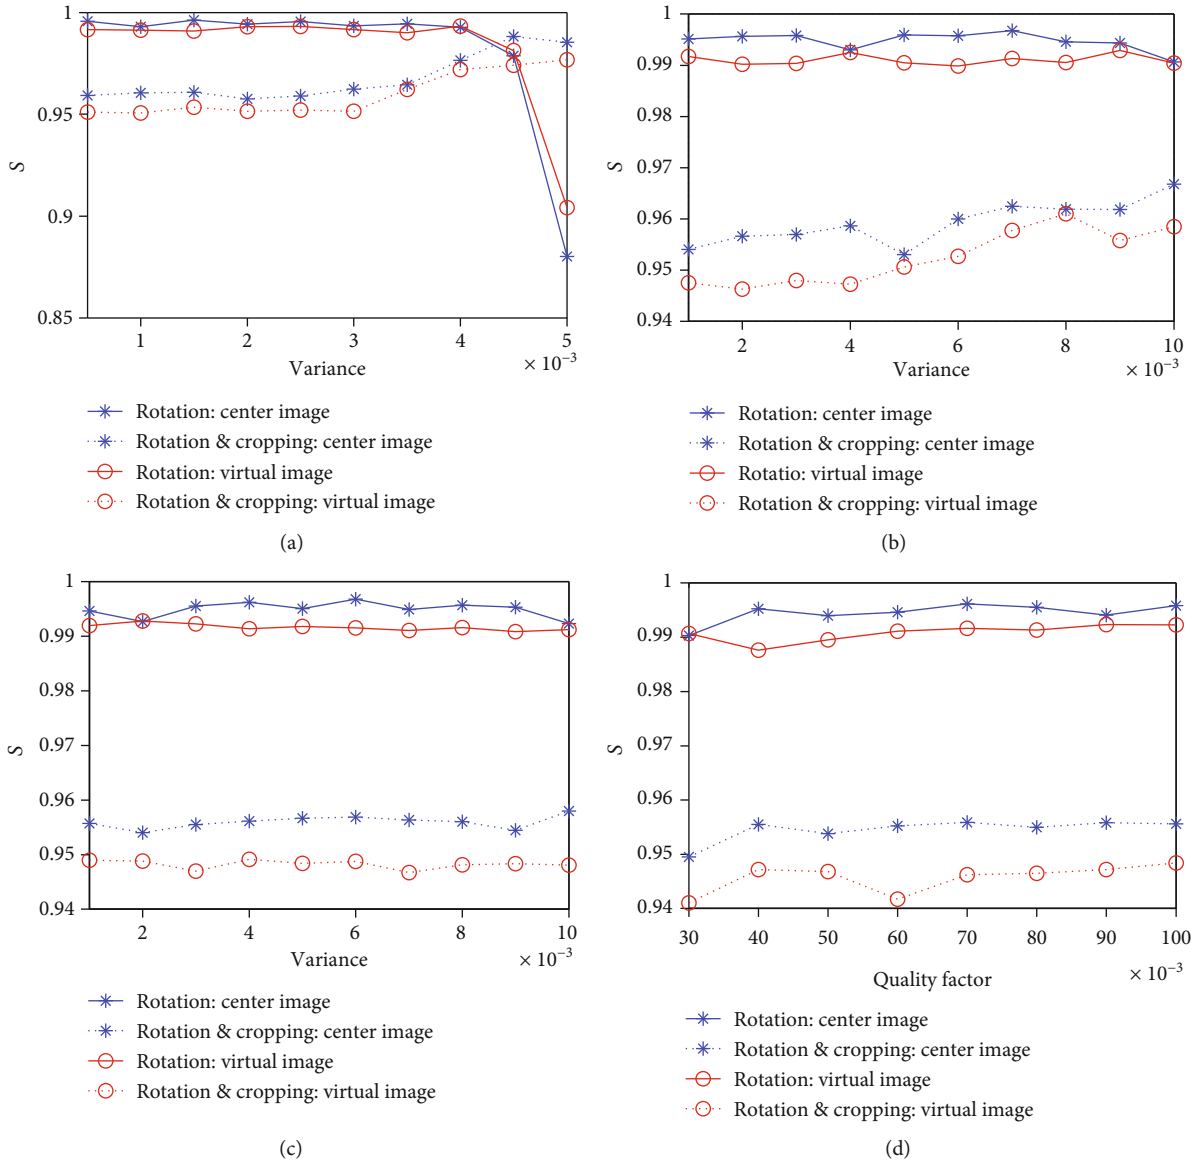 1
0.95
S
0.9
0.85
1 2 3 4 5
Variance × 10⁻³
Rotation: center image
Rotation & cropping: center image
Rotation: virtual image
Rotation & cropping: virtual image
(a)
1
0.99
0.98
0.97
S
0.96
0.95
0.94
2 4 6 8 10
Variance × 10⁻³
Rotation: center image
Rotation & cropping: center image
Rotatio: virtual image
Rotation & cropping: virtual image
(b)
1
0.99
0.98
0.97
S
0.96
0.95
0.94
2 4 6 8 10
Variance × 10⁻³
Rotation: center image
Rotation & cropping: center image
Rotation: virtual image
Rotation & cropping: virtual image
(c)
1
0.99
0.98
0.97
S
0.96
0.95
0.94
30 40 50 60 70 80 90 100
Quality factor × 10⁻³
Rotation: center image
Rotation & cropping: center image
Rotation: virtual image
Rotation & cropping: virtual image
(d)